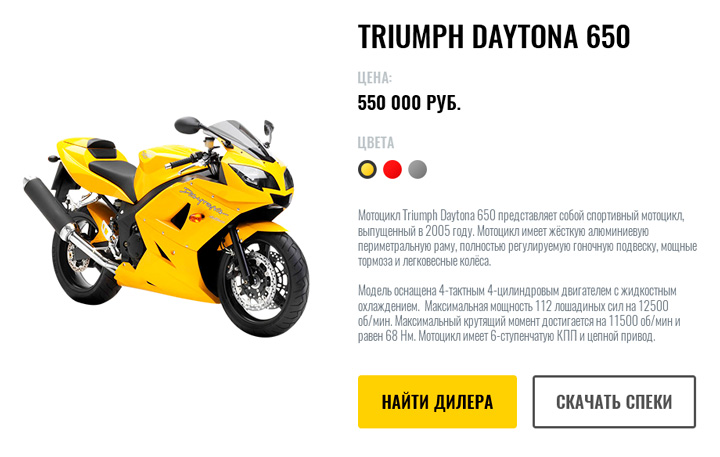 TRIUMPH DAYTONA 650
ЦЕНА:
550 000 РУБ.
ЦВЕТА
Мотоцикл Triumph Daytona 650 представляет собой спортивный мотоцикл,
выпущенный в 2005 году. Мотоцикл имеет жёсткую алюминиевую
периметральную раму, полностью регулируемую гоночную подвеску, мощные
тормоза и легковесные колёса.
Модель оснащена 4-тактным 4-цилиндровым двигателем с жидкостным
охлаждением. Максимальная мощность 112 лошадиных сил на 12500
об/мин. Максимальный крутящий момент достигается на 11500 об/мин и
равен 68 Нм. Мотоцикл имеет 6-ступенчатую КПП и цепной привод.
НАЙТИ ДИЛЕРА
СКАЧАТЬ СПЕКИ